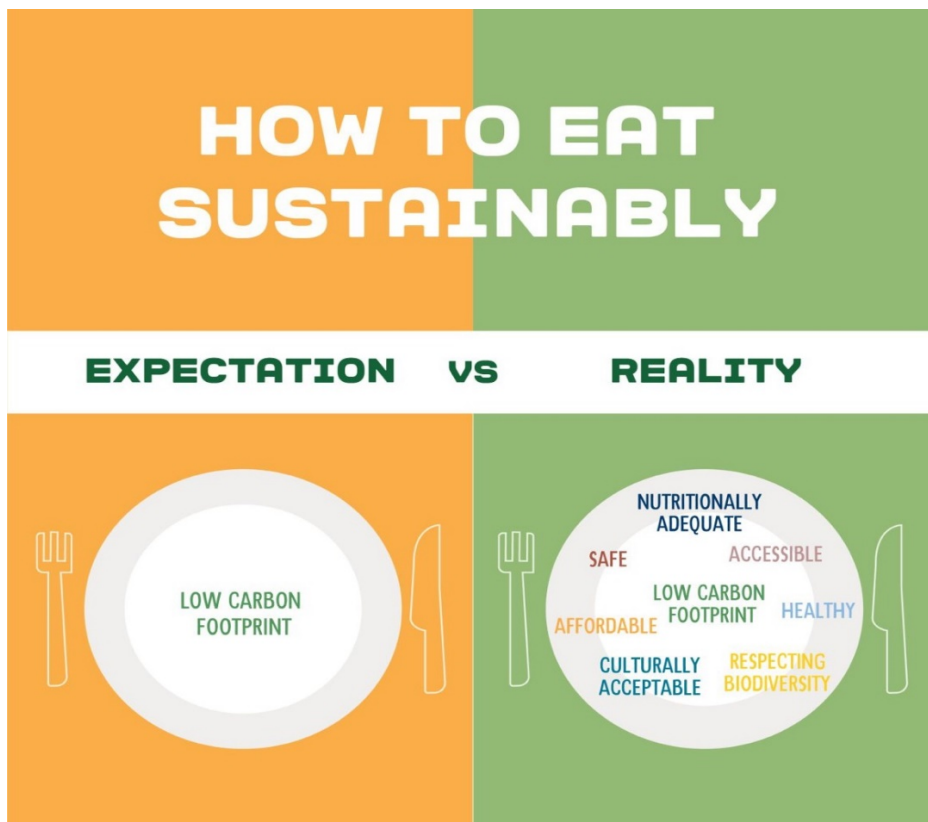 HOW TO EAT
SUSTAINABLY
EXPECTATION VS REALITY
LOW CARBON
FOOTPRINT
NUTRITIONALLY
ADEQUATE
SAFE
ACCESSIBLE
LOW CARBON
FOOTPRINT
HEALTHY
AFFORDABLE
CULTURALLY
ACCEPTABLE
RESPECTING
BIODIVERSITY